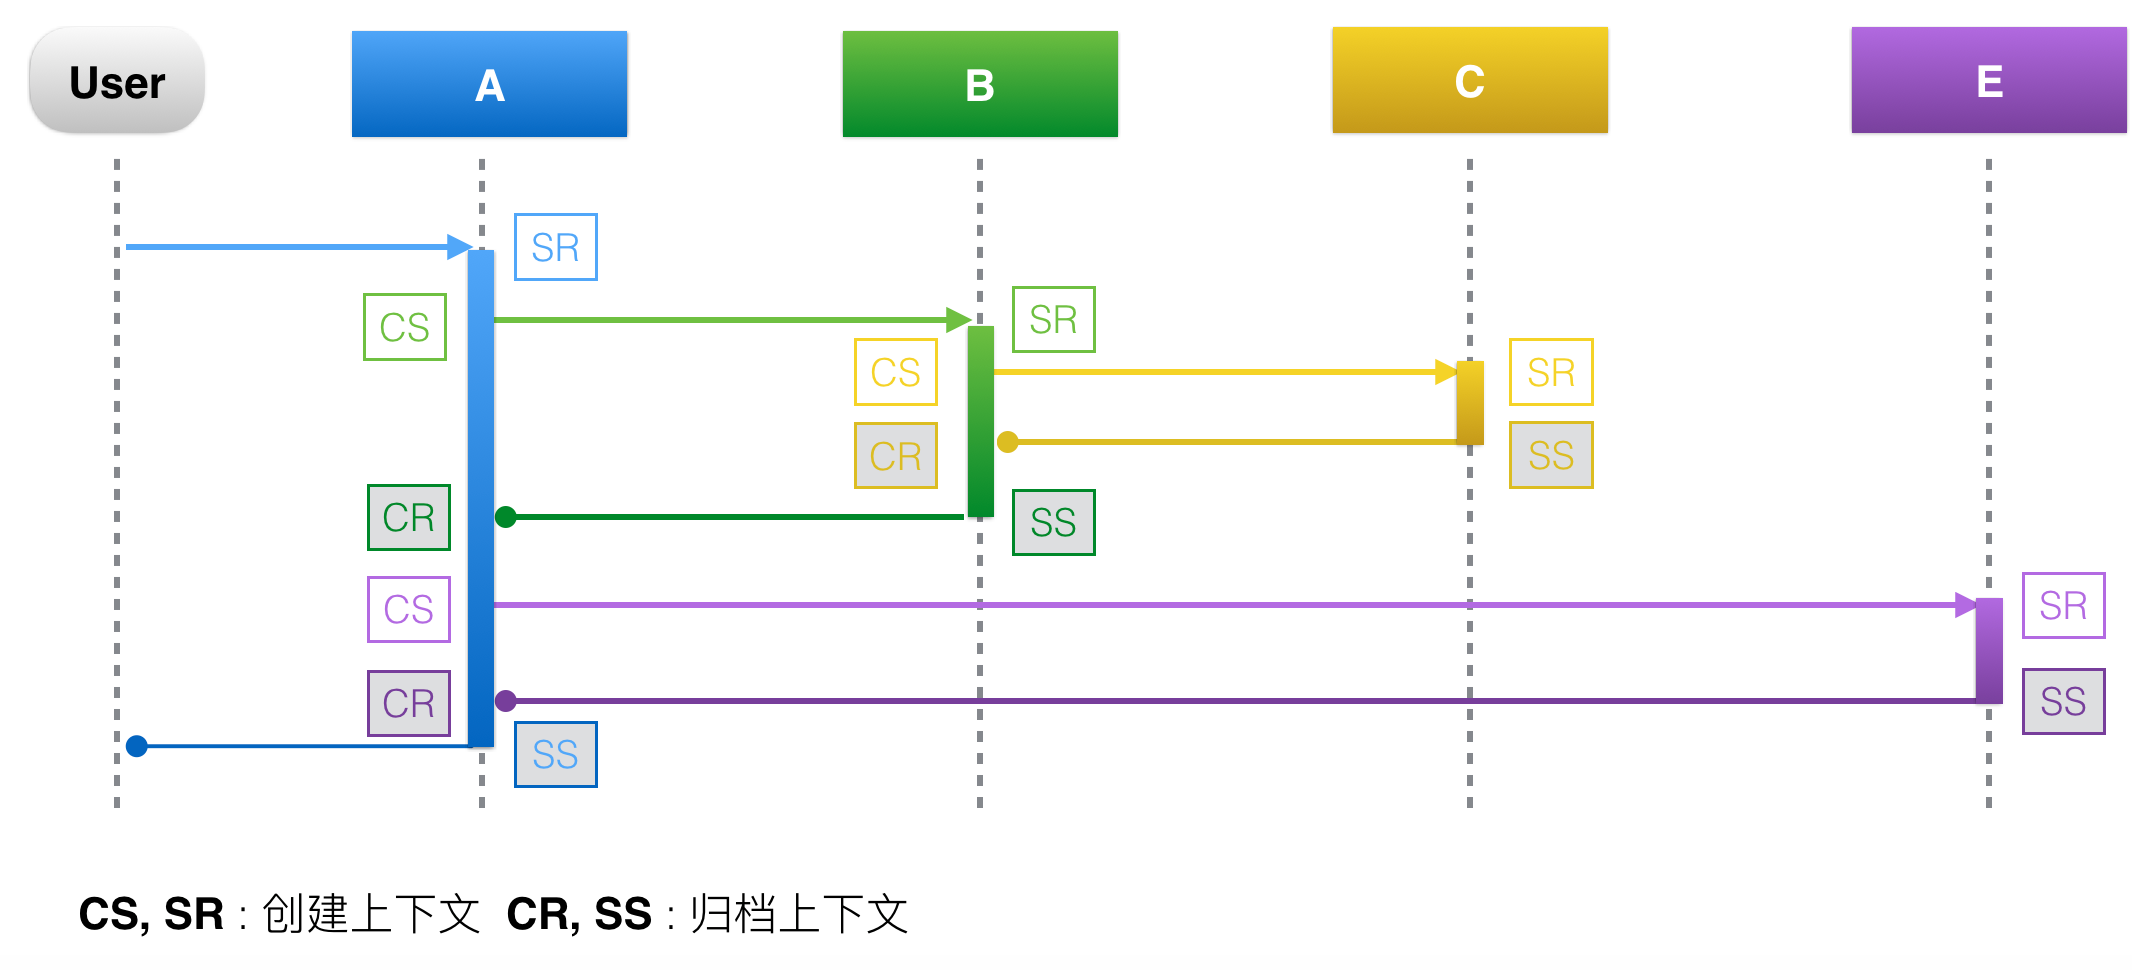 User
A
B
C
E
SR
CS
SR
CS
SR
CR
SS
CR
SS
CS
SR
CR
SS
SS
CS, SR : 创建上下文 CR, SS : 归档上下文